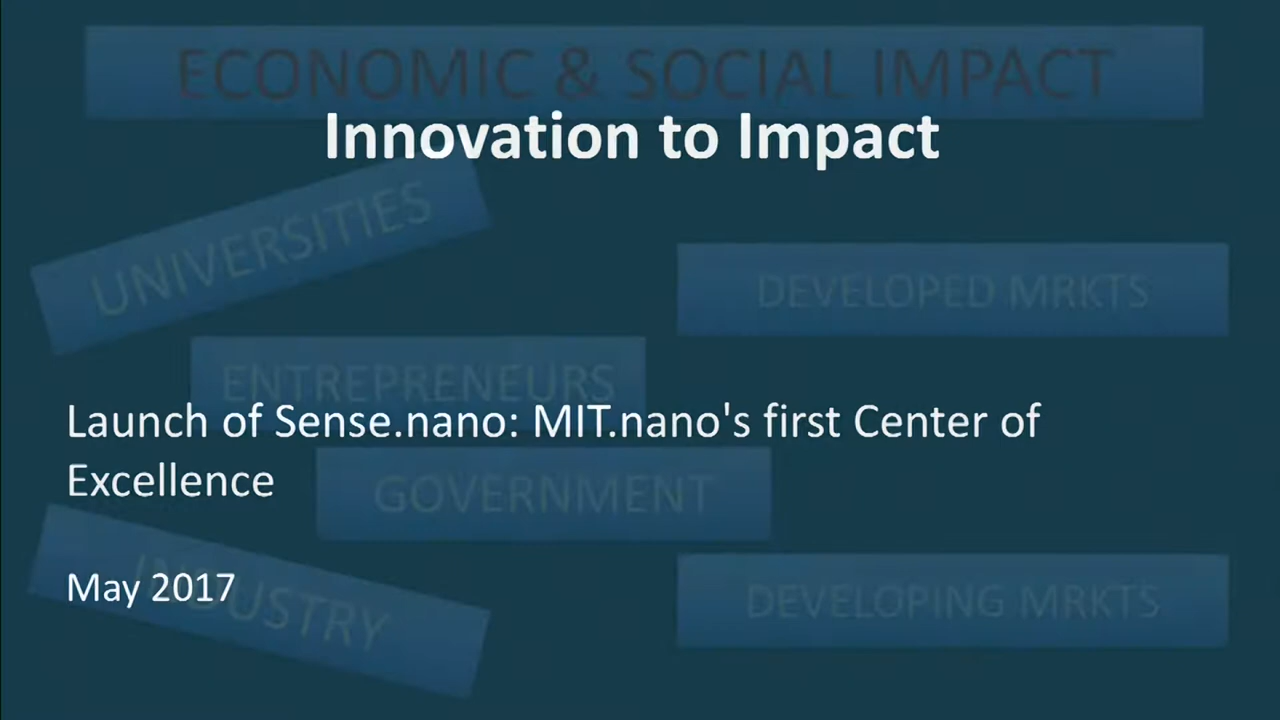 ECONOMIC & SOCIAL IMPACT
Innovation to Impact
UNIVERSITIES
DEVELOPED MRKTS
ENTREPRENEURS
Launch of Sense.nano: MIT.nano's first Center of
Excellence
GOVERNMENT
May 2017
INDUSTRY
DEVELOPING MRKTS